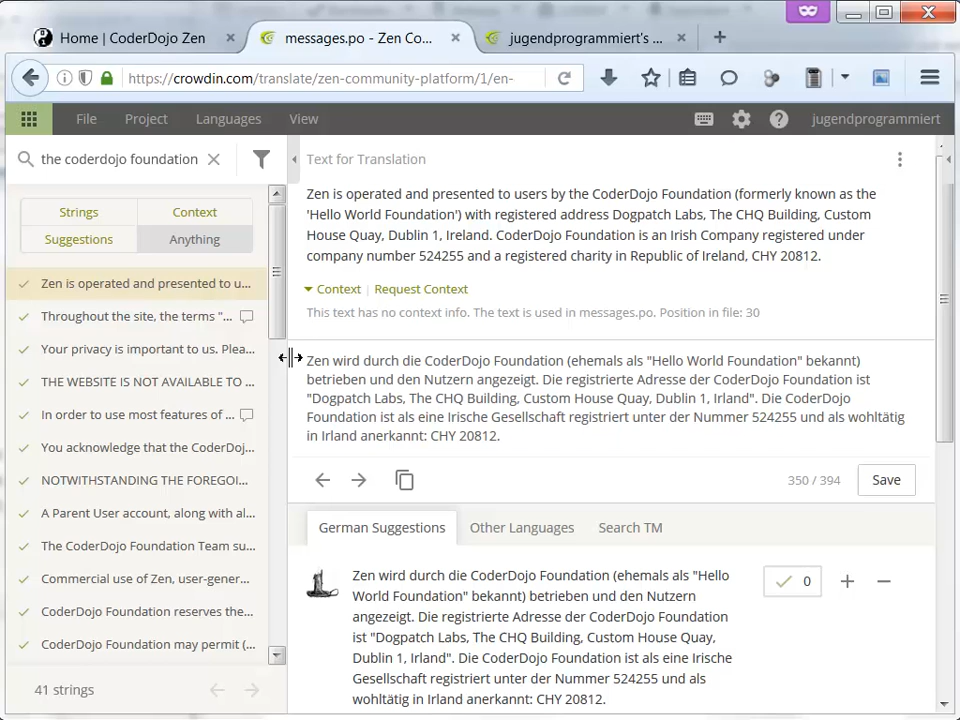 Home | CoderDojo Zen
messages.po - Zen Co...
jugendprogrammiert's ...
https://crowdin.com/translate/zen-community-platform/1/en-
File Project Languages View jugendprogrammiert
the coderdojo foundation
Strings Context
Suggestions Anything
Zen is operated and presented to u...
Throughout the site, the terms "...
Your privacy is important to us. Plea...
THE WEBSITE IS NOT AVAILABLE TO ...
In order to use most features of ...
You acknowledge that the CoderDoj...
NOTWITHSTANDING THE FOREGOI...
A Parent User account, along with al...
The CoderDojo Foundation Team su...
Commercial use of Zen, user-gener...
CoderDojo Foundation reserves the...
CoderDojo Foundation may permit (...
41 strings
Text for Translation
Zen is operated and presented to users by the CoderDojo Foundation (formerly known as the
'Hello World Foundation') with registered address Dogpatch Labs, The CHQ Building, Custom
House Quay, Dublin 1, Ireland. CoderDojo Foundation is an Irish Company registered under
company number 524255 and a registered charity in Republic of Ireland, CHY 20812.
Context | Request Context
This text has no context info. The text is used in messages.po. Position in file: 30
Zen wird durch die CoderDojo Foundation (ehemals als "Hello World Foundation" bekannt)
betrieben und den Nutzern angezeigt. Die registrierte Adresse der CoderDojo Foundation ist
"Dogpatch Labs, The CHQ Building, Custom House Quay, Dublin 1, Irland". Die CoderDojo
Foundation ist als eine Irische Gesellschaft registriert unter der Nummer 524255 und als wohltätig
in Irland anerkannt: CHY 20812.
350 / 394 Save
German Suggestions Other Languages Search TM
Zen wird durch die CoderDojo Foundation (ehemals als "Hello
World Foundation" bekannt) betrieben und den Nutzern
angezeigt. Die registrierte Adresse der CoderDojo Foundation
ist "Dogpatch Labs, The CHQ Building, Custom House Quay,
Dublin 1, Irland". Die CoderDojo Foundation ist als eine Irische
Gesellschaft registriert unter der Nummer 524255 und als
wohltätig in Irland anerkannt: CHY 20812.
0